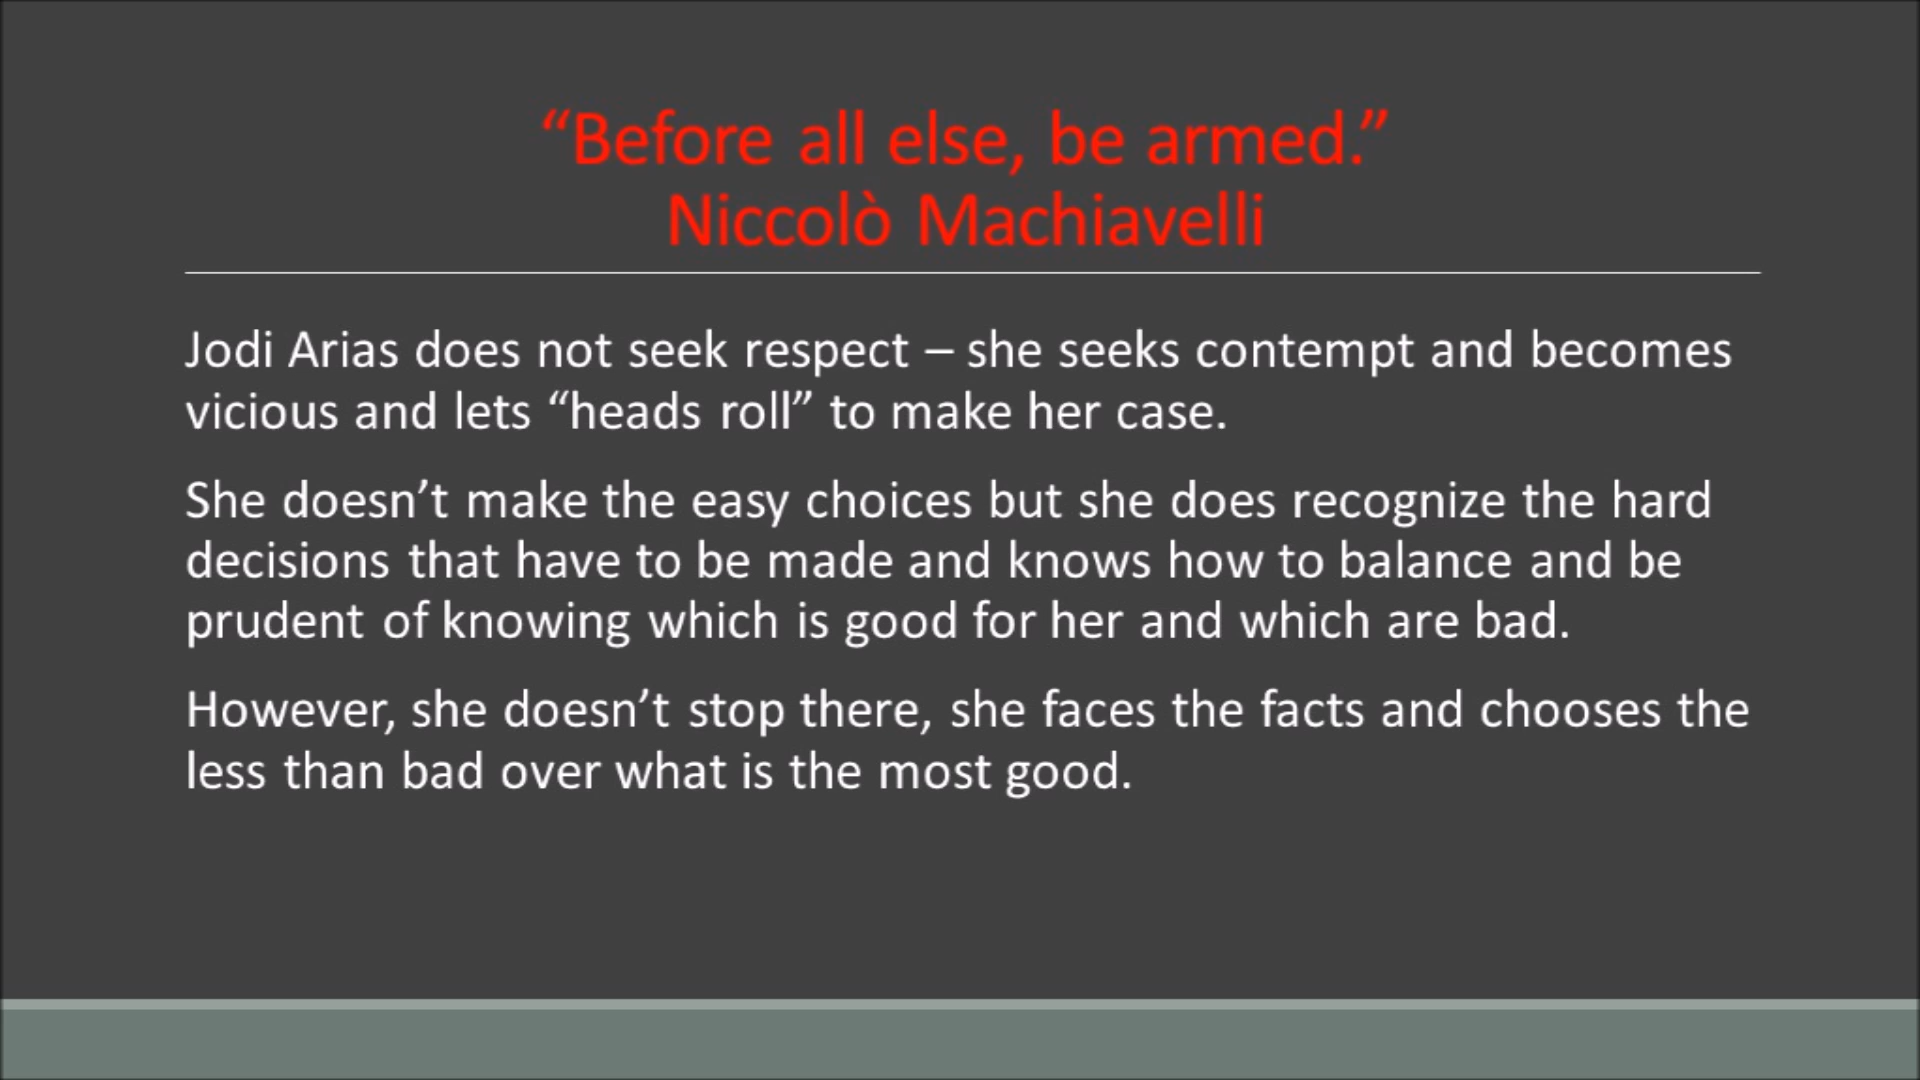 “Before all else, be armed.”
Niccolò Machiavelli
Jodi Arias does not seek respect – she seeks contempt and becomes
vicious and lets “heads roll” to make her case.
She doesn’t make the easy choices but she does recognize the hard
decisions that have to be made and knows how to balance and be
prudent of knowing which is good for her and which are bad.
However, she doesn’t stop there, she faces the facts and chooses the
less than bad over what is the most good.